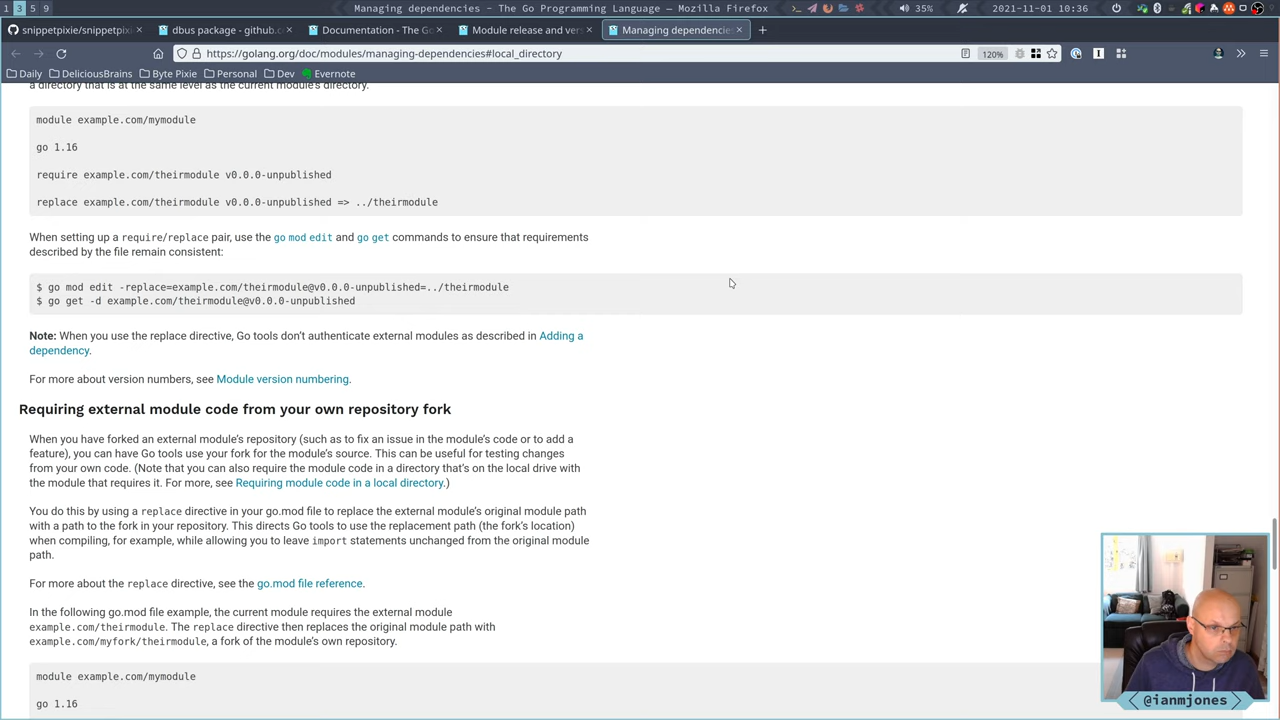 1 3 5 9
Managing dependencies - The Go Programming Language — Mozilla Firefox
35%
2021-11-01 10:36
snippetpixie/snippetpix ×
dbus package - github.c ×
Documentation - The Go ×
Module release and vers ×
Managing dependencies ×
https://golang.org/doc/modules/managing-dependencies#local_directory
120%
Daily
DeliciousBrains
Byte Pixie
Personal
Dev
Evernote
a directory that is at the same level as the current module's directory.
module example.com/mymodule
go 1.16
require example.com/theirmodule v0.0.0-unpublished
replace example.com/theirmodule v0.0.0-unpublished => ../theirmodule
When setting up a require/replace pair, use the go mod edit and go get commands to ensure that requirements
described by the file remain consistent:
$ go mod edit -replace=example.com/theirmodule@v0.0.0-unpublished=../theirmodule
$ go get -d example.com/theirmodule@v0.0.0-unpublished
Note: When you use the replace directive, Go tools don't authenticate external modules as described in Adding a
dependency.
For more about version numbers, see Module version numbering.
Requiring external module code from your own repository fork
When you have forked an external module's repository (such as to fix an issue in the module's code or to add a
feature), you can have Go tools use your fork for the module's source. This can be useful for testing changes
from your own code. (Note that you can also require the module code in a directory that's on the local drive with
the module that requires it. For more, see Requiring module code in a local directory.)
You do this by using a replace directive in your go.mod file to replace the external module's original module path
with a path to the fork in your repository. This directs Go tools to use the replacement path (the fork's location)
when compiling, for example, while allowing you to leave import statements unchanged from the original module
path.
For more about the replace directive, see the go.mod file reference.
In the following go.mod file example, the current module requires the external module
example.com/theirmodule. The replace directive then replaces the original module path with
example.com/myfork/theirmodule, a fork of the module's own repository.
module example.com/mymodule
go 1.16
@ianmjones